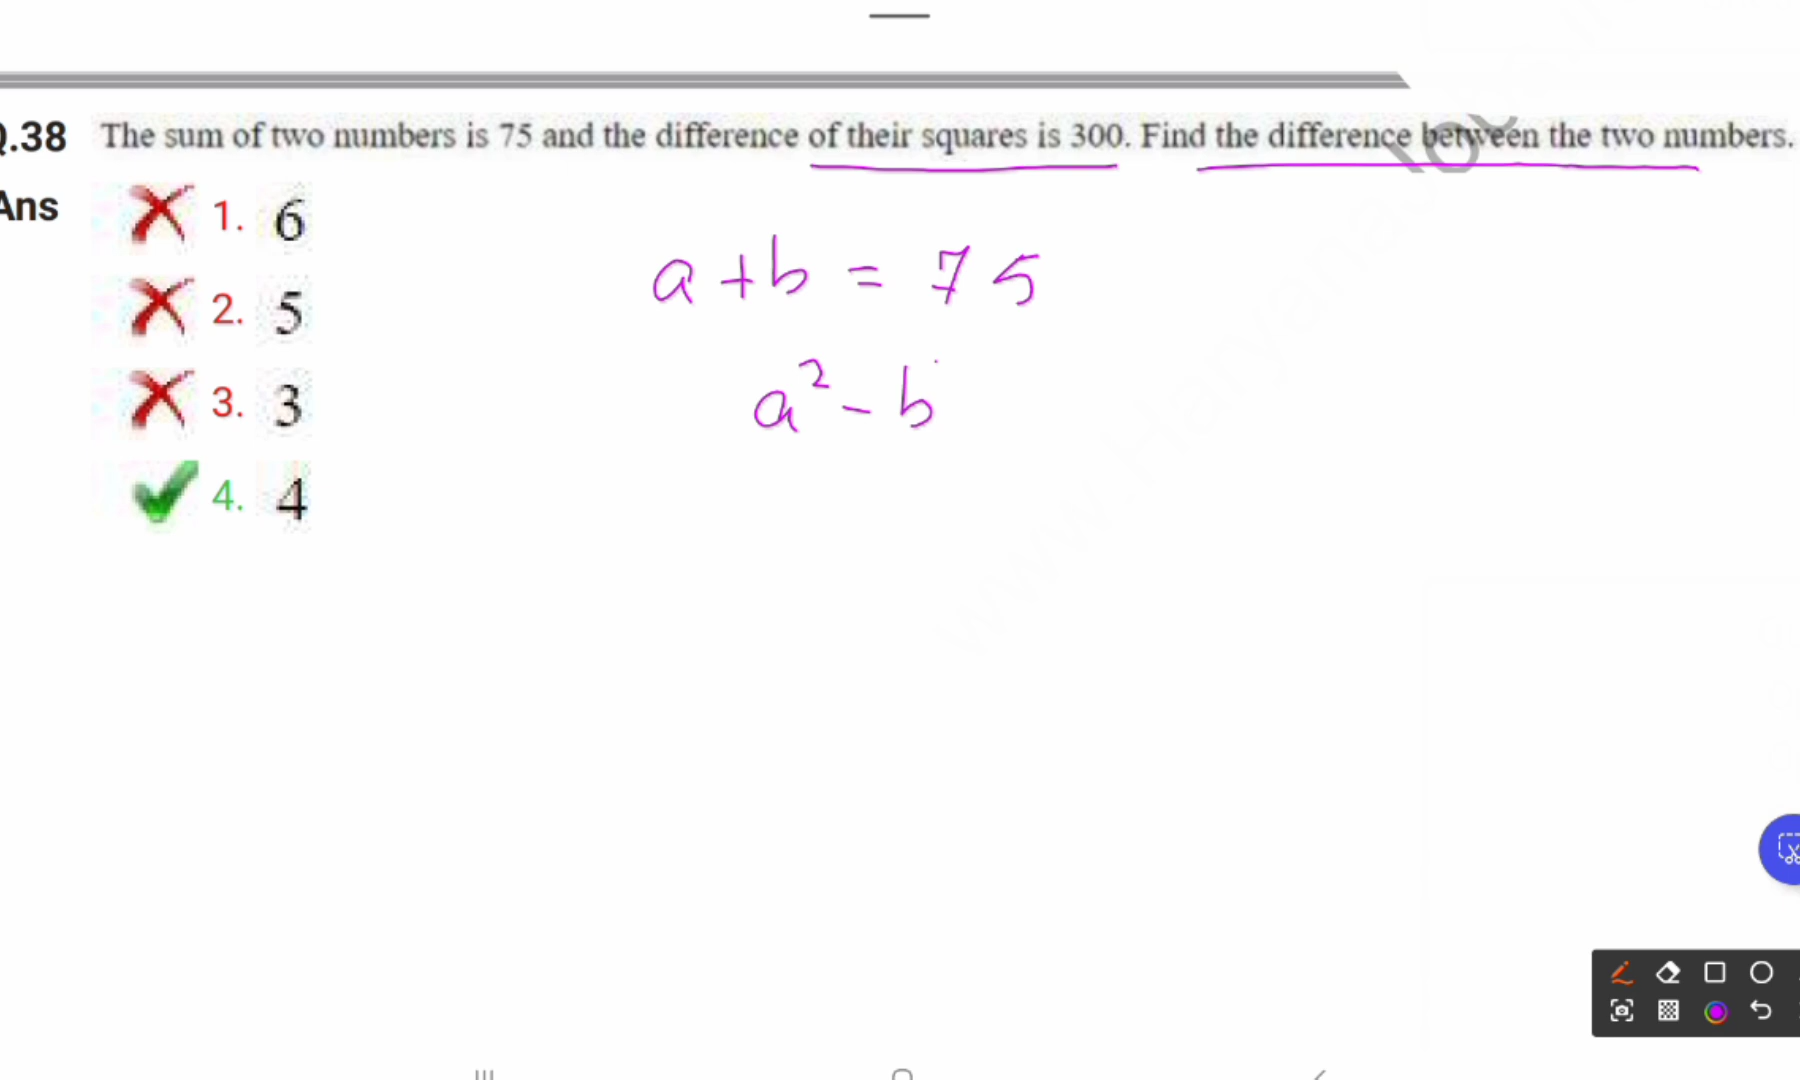 .38 The sum of two numbers is 75 and the difference of their squares is 300. Find the difference between the two numbers.
Ans
1. 6
2. 5
3. 3
4. 4
a + b = 75
a² - b